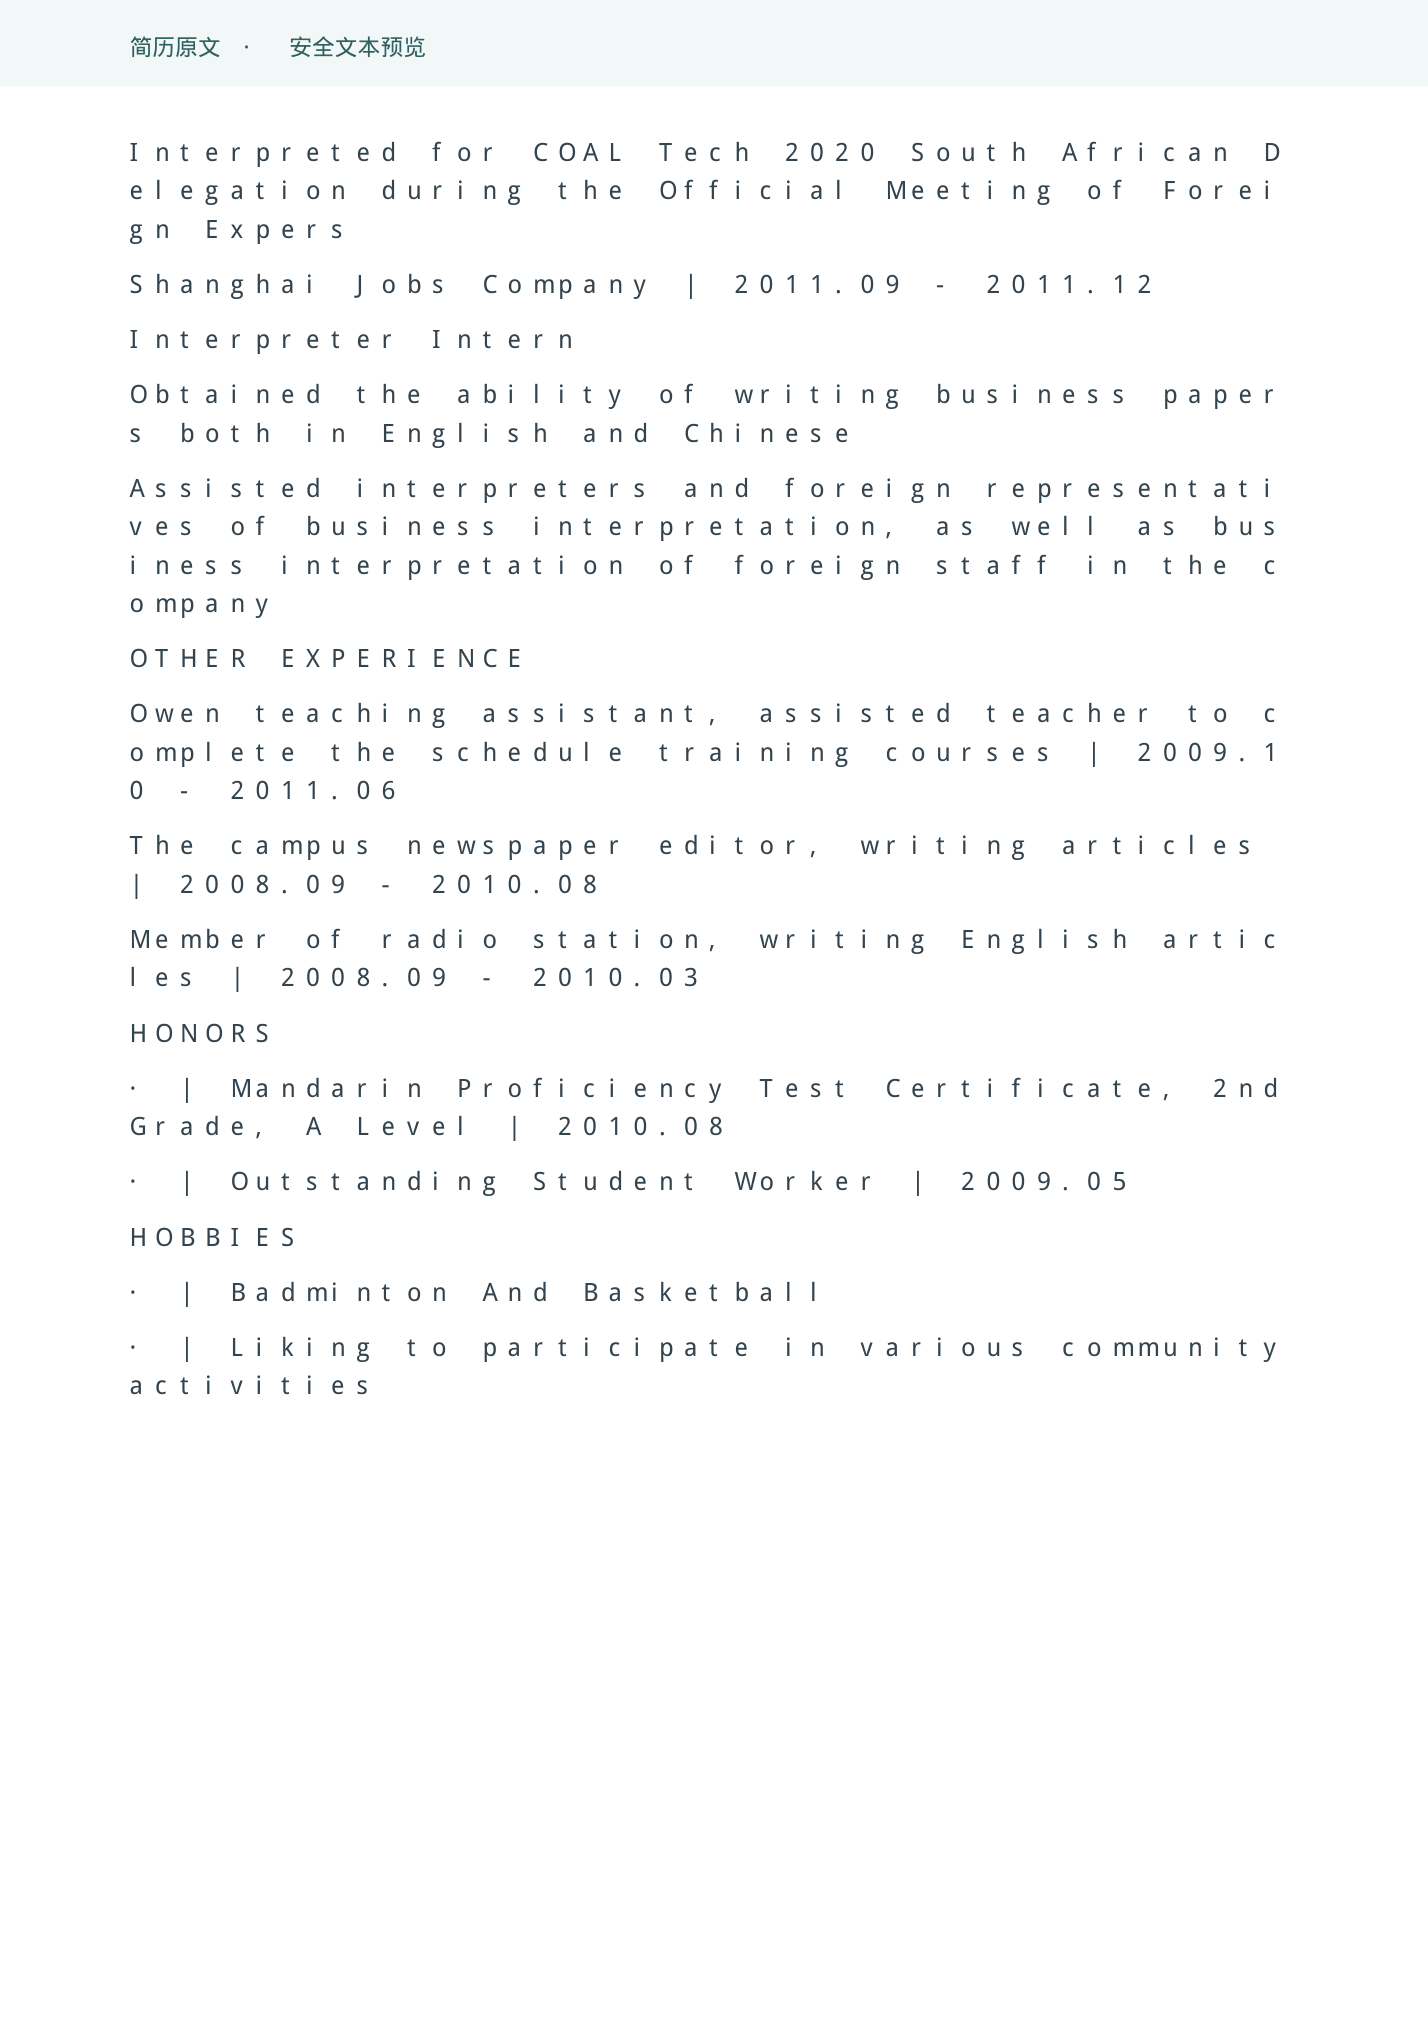 简历原文 · 安全文本预览
Interpreted for COAL Tech 2020 South African D
elegation during the Official Meeting of Forei
gn Expers
Shanghai Jobs Company | 2011.09 - 2011.12
Interpreter Intern
Obtained the ability of writing business paper
s both in English and Chinese
Assisted interpreters and foreign representati
ves of business interpretation, as well as bus
iness interpretation of foreign staff in the c
ompany
OTHER EXPERIENCE
Owen teaching assistant, assisted teacher to c
omplete the schedule training courses | 2009.1
0 - 2011.06
The campus newspaper editor, writing articles
| 2008.09 - 2010.08
Member of radio station, writing English artic
les | 2008.09 - 2010.03
HONORS
· | Mandarin Proficiency Test Certificate, 2nd
Grade, A Level | 2010.08
· | Outstanding Student Worker | 2009.05
HOBBIES
· | Badminton And Basketball
· | Liking to participate in various community
activities